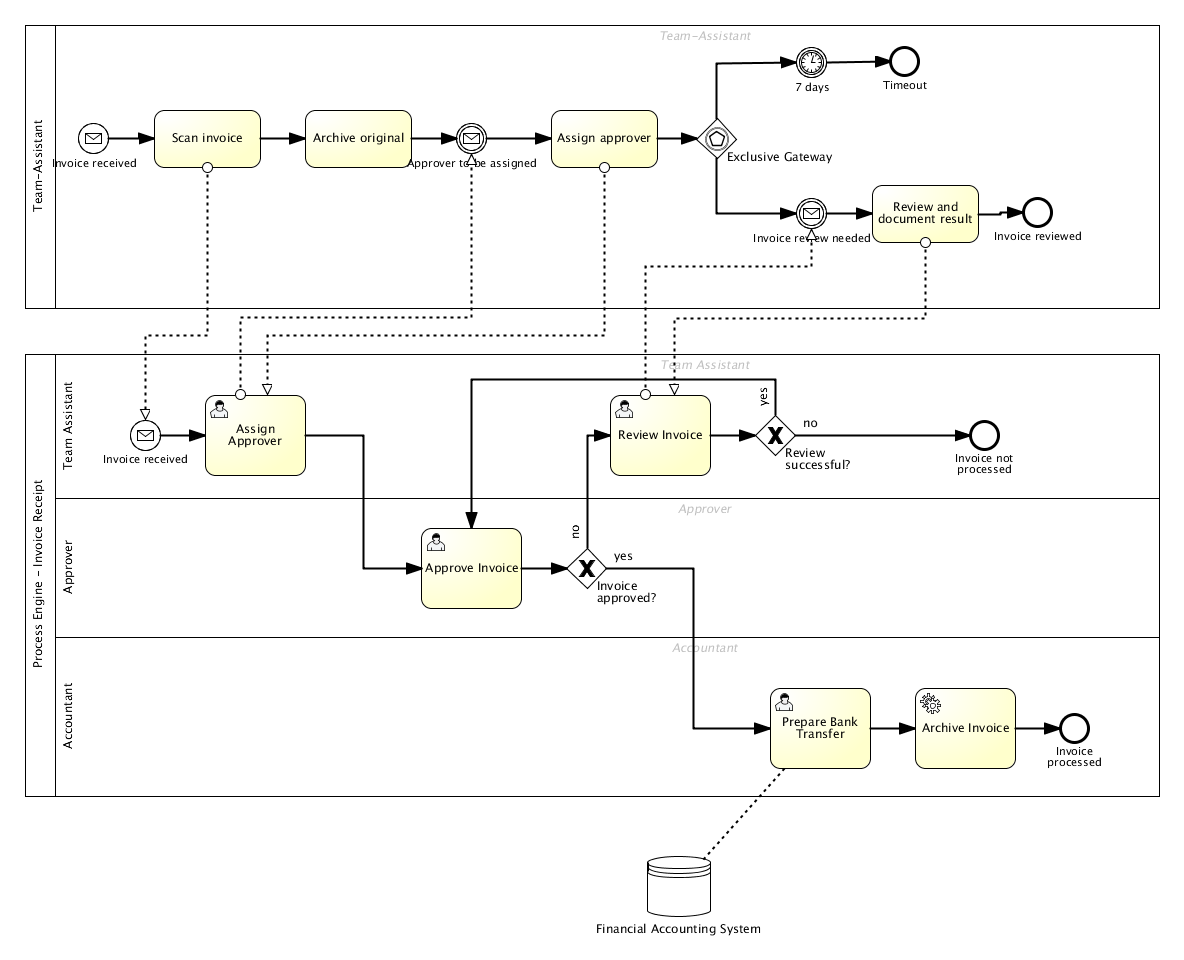 Team-Assistant
Team-Assistant
7 days
Timeout
Scan invoice
Archive original
Assign approver
Invoice received
Approver to be assigned
Exclusive Gateway
Review and
document result
Invoice review needed
Invoice reviewed
Process Engine - Invoice Receipt
Team Assistant
Team Assistant
Invoice received
Assign
Approver
Review Invoice
yes
no
Review
successful?
Invoice not
processed
Approver
Approver
Approve Invoice
no
yes
Invoice
approved?
Accountant
Accountant
Prepare Bank
Transfer
Archive Invoice
Invoice
processed
Financial Accounting System